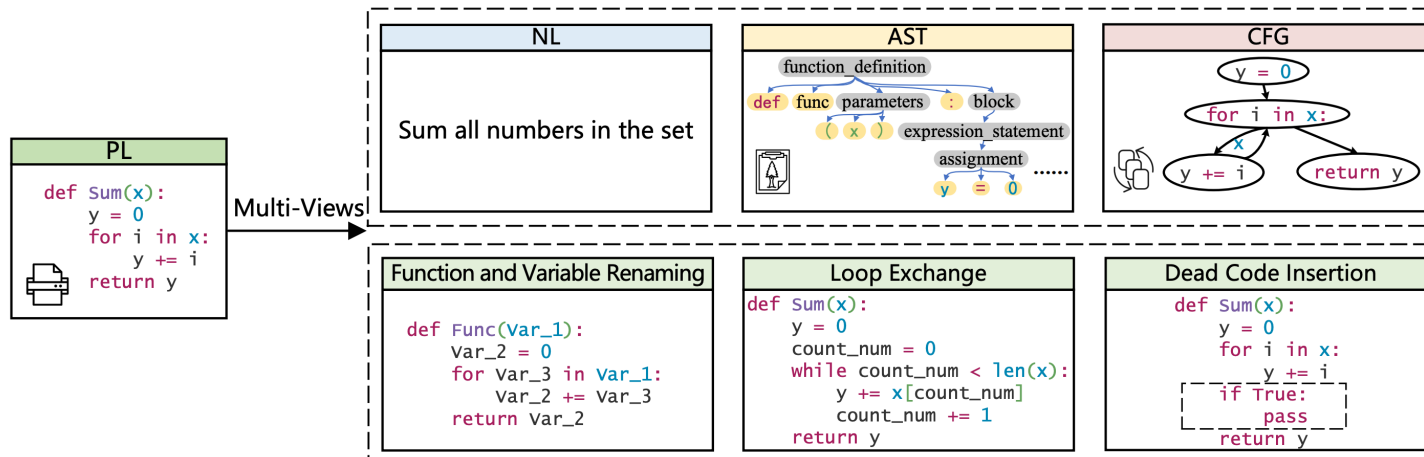 PL
def Sum(x):
y = 0
for i in x:
y += i
return y
Multi-Views
NL
Sum all numbers in the set
AST
function_definition
def func parameters : block
( x ) expression_statement
assignment
y = 0 ......
CFG
y = 0
for i in x:
x
y += i return y
Function and Variable Renaming
def Func(Var_1):
Var_2 = 0
for Var_3 in Var_1:
Var_2 += Var_3
return Var_2
Loop Exchange
def Sum(x):
y = 0
count_num = 0
while count_num < len(x):
y += x[count_num]
count_num += 1
return y
Dead Code Insertion
def Sum(x):
y = 0
for i in x:
y += i
if True:
pass
return y